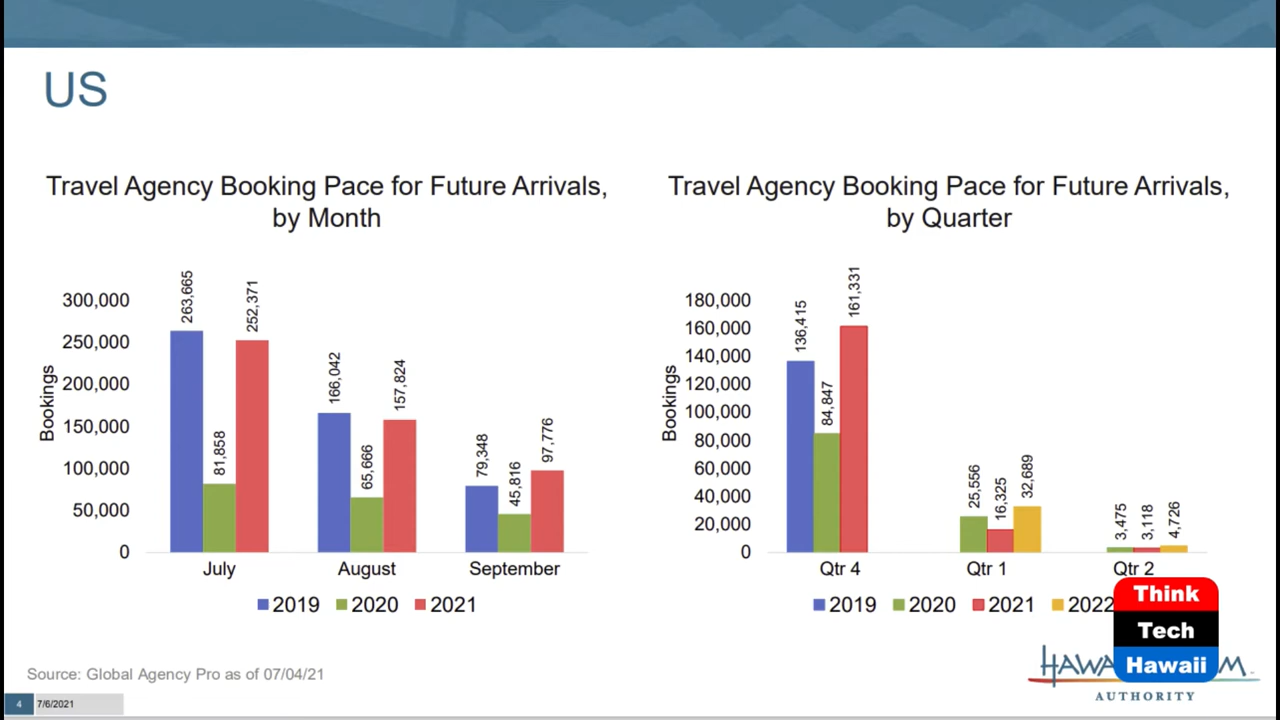 US
Travel Agency Booking Pace for Future Arrivals,
by Month
Bookings
300,000
250,000
200,000
150,000
100,000
50,000
0
263,665
81,858
252,371
166,042
65,666
157,824
79,348
45,816
97,776
July
August
September
2019
2020
2021
Travel Agency Booking Pace for Future Arrivals,
by Quarter
Bookings
180,000
160,000
140,000
120,000
100,000
80,000
60,000
40,000
20,000
0
136,415
84,847
161,331
25,556
16,325
32,689
3,475
3,118
4,726
Qtr 4
Qtr 1
Qtr 2
2019
2020
2021
2022
Think
Tech
Hawaii
AUTHORITY
Source: Global Agency Pro as of 07/04/21
4
7/6/2021